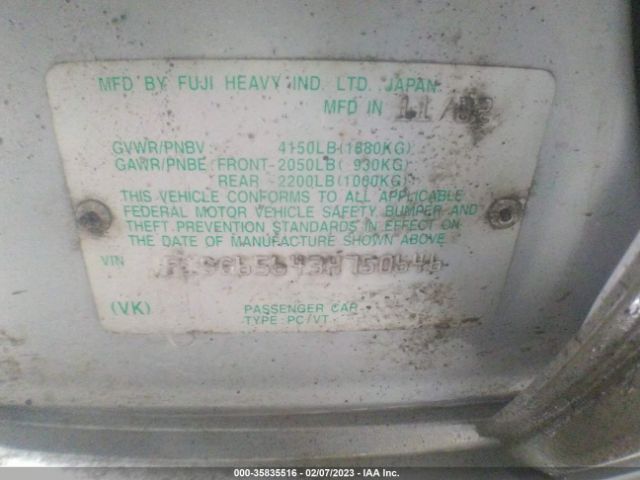 MFD BY FUJI HEAVY IND. LTD. JAPAN
MFD IN 11/02
GVWR/PNBV 4150LB(1880KG)
GAWR/PNBE FRONT-2050LB( 930KG)
REAR -2200LB(1000KG)
THIS VEHICLE CONFORMS TO ALL APPLICABLE
FEDERAL MOTOR VEHICLE SAFETY BUMPER AND
THEFT PREVENTION STANDARDS IN EFFECT ON
THE DATE OF MANUFACTURE SHOWN ABOVE
VIN
(VK) PASSENGER CAR
TYPE PC/VT
000-35835516 - 02/07/2023 - IAA Inc.